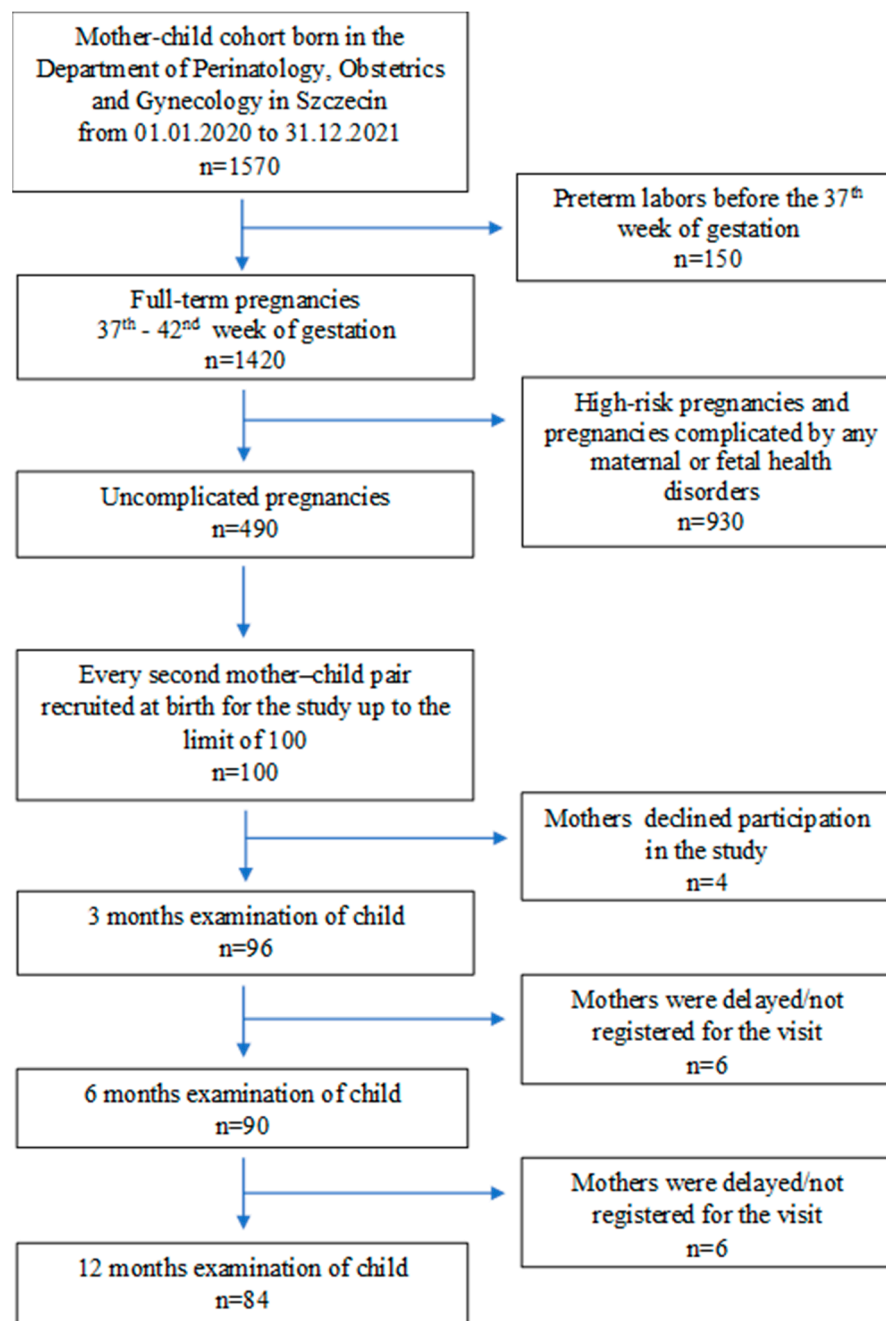 Mother-child cohort born in the
Department of Perinatology, Obstetrics
and Gynecology in Szczecin
from 01.01.2020 to 31.12.2021
n=1570
Preterm labors before the 37th
week of gestation
n=150
Full-term pregnancies
37th - 42nd week of gestation
n=1420
High-risk pregnancies and
pregnancies complicated by any
maternal or fetal health
disorders
n=930
Uncomplicated pregnancies
n=490
Every second mother–child pair
recruited at birth for the study up to the
limit of 100
n=100
Mothers declined participation
in the study
n=4
3 months examination of child
n=96
Mothers were delayed/not
registered for the visit
n=6
6 months examination of child
n=90
Mothers were delayed/not
registered for the visit
n=6
12 months examination of child
n=84